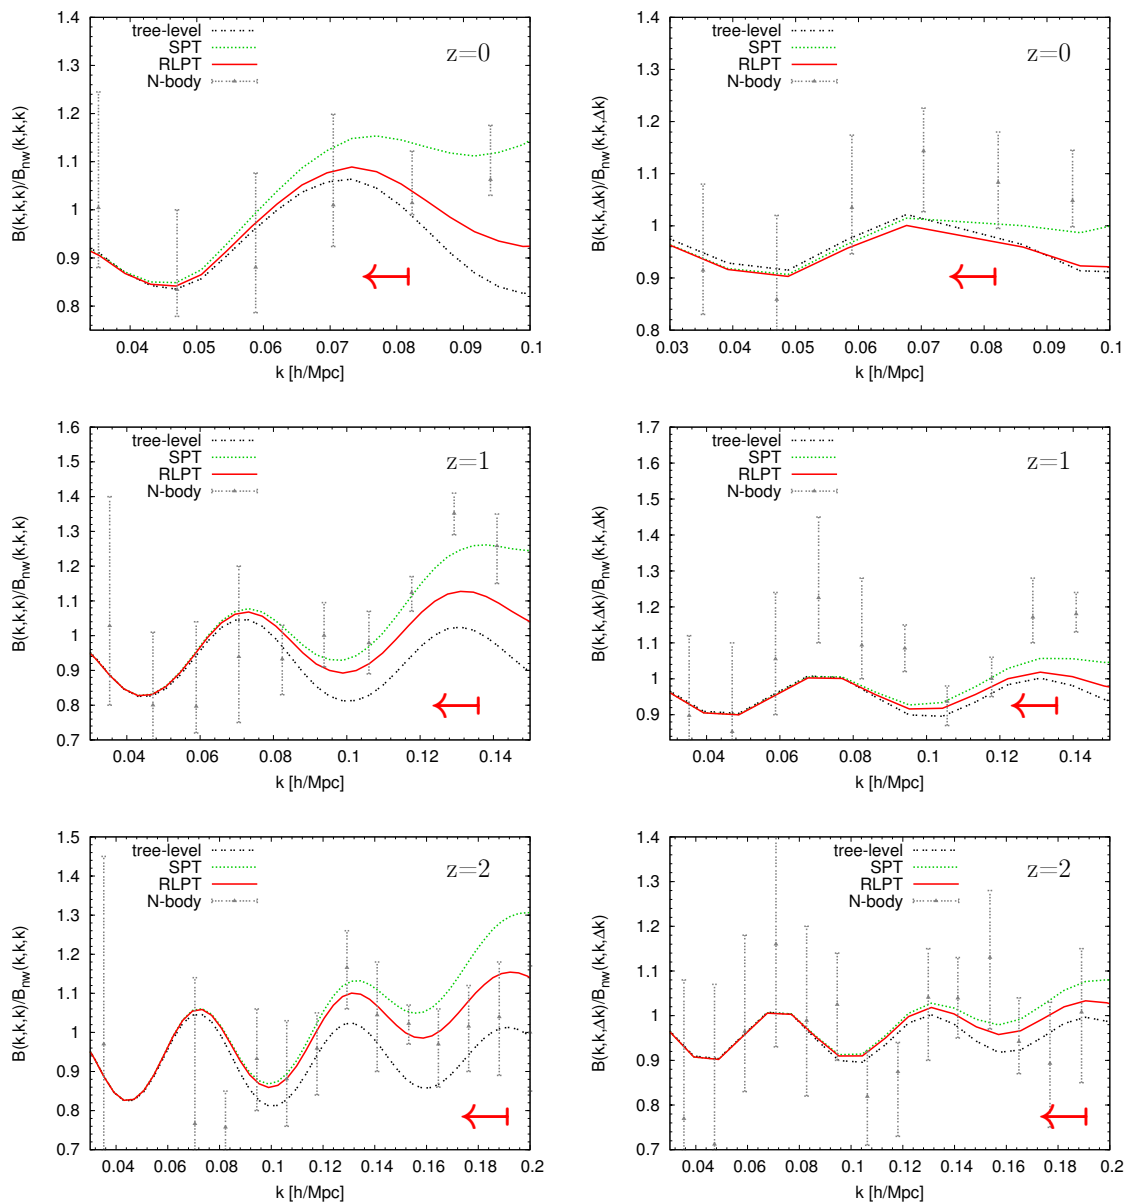 1.4
1.3
1.2
1.1
1
0.9
0.8
B(k,k,k)/Bnw(k,k,k)
tree-level
SPT
RLPT
N-body
z=0
0.04 0.05 0.06 0.07 0.08 0.09 0.1
k [h/Mpc]
1.4
1.3
1.2
1.1
1
0.9
0.8
B(k,k,Δk)/Bnw(k,k,Δk)
tree-level
SPT
RLPT
N-body
z=0
0.03 0.04 0.05 0.06 0.07 0.08 0.09 0.1
k [h/Mpc]
1.6
1.5
1.4
1.3
1.2
1.1
1
0.9
0.8
0.7
B(k,k,k)/Bnw(k,k,k)
tree-level
SPT
RLPT
N-body
z=1
0.04 0.06 0.08 0.1 0.12 0.14
k [h/Mpc]
1.7
1.6
1.5
1.4
1.3
1.2
1.1
1
0.9
B(k,k,Δk)/Bnw(k,k,Δk)
tree-level
SPT
RLPT
N-body
z=1
0.04 0.06 0.08 0.1 0.12 0.14
k [h/Mpc]
1.5
1.4
1.3
1.2
1.1
1
0.9
0.8
0.7
B(k,k,k)/Bnw(k,k,k)
tree-level
SPT
RLPT
N-body
z=2
0.04 0.06 0.08 0.1 0.12 0.14 0.16 0.18 0.2
k [h/Mpc]
1.4
1.3
1.2
1.1
1
0.9
0.8
0.7
B(k,k,Δk)/Bnw(k,k,Δk)
tree-level
SPT
RLPT
N-body
z=2
0.04 0.06 0.08 0.1 0.12 0.14 0.16 0.18 0.2
k [h/Mpc]